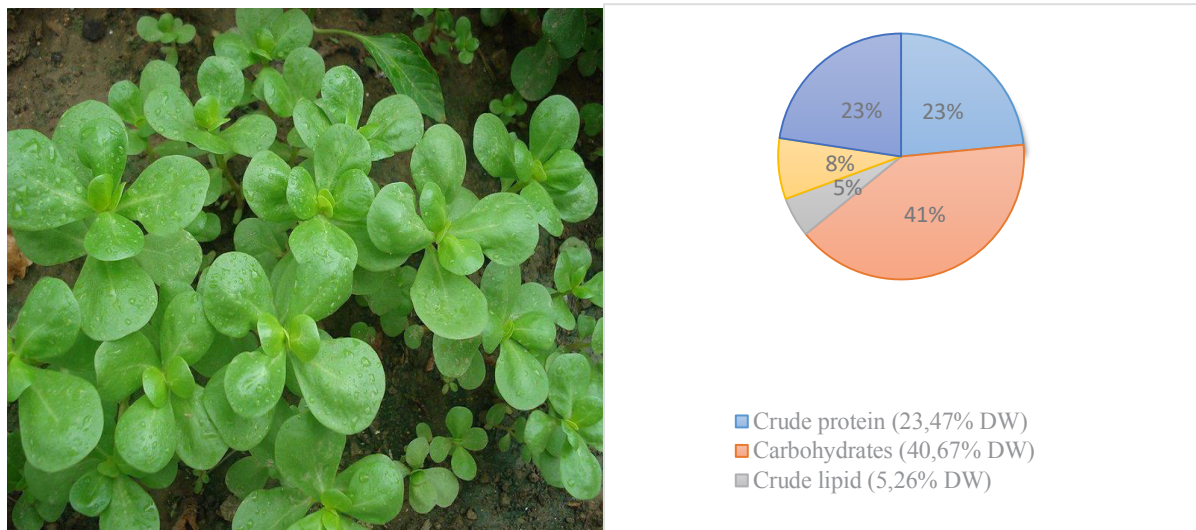 23%
23%
8%
5%
41%
Crude protein (23,47% DW)
Carbohydrates (40,67% DW)
Crude lipid (5,26% DW)